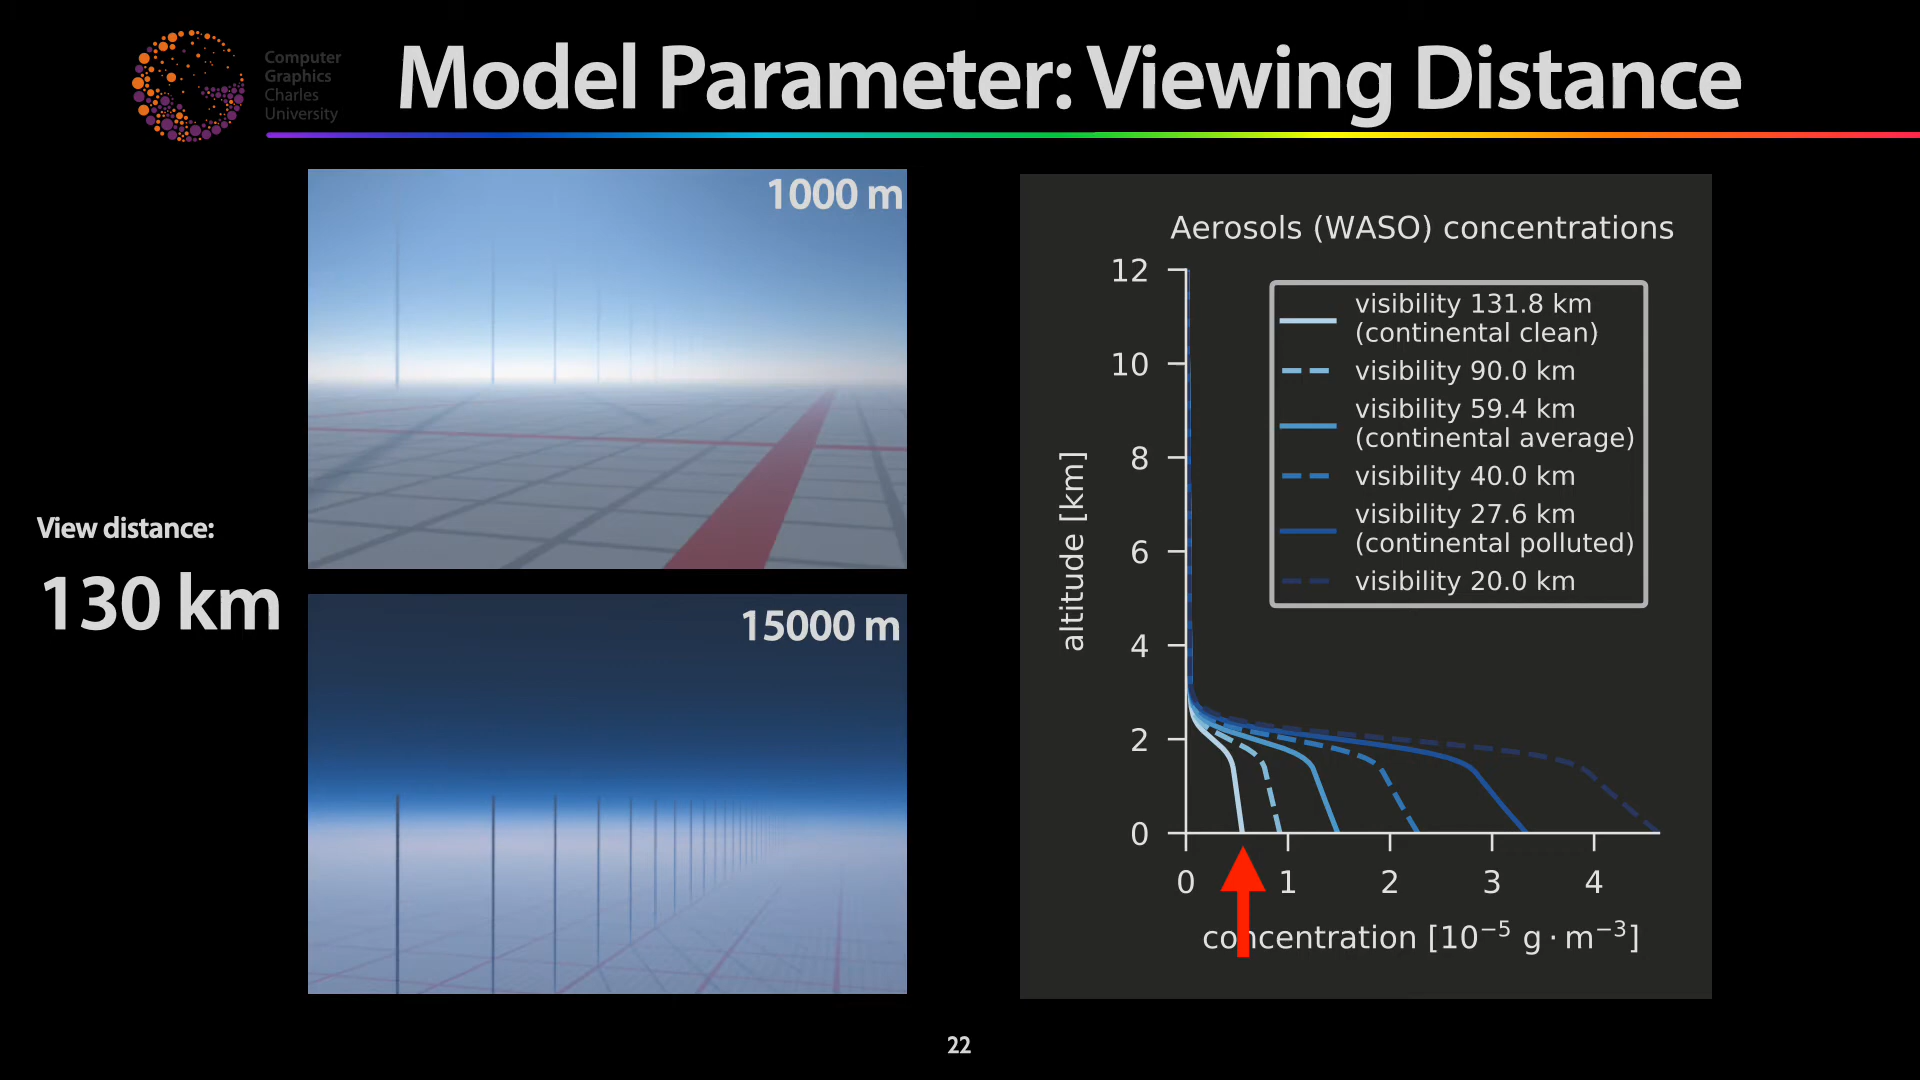 Computer
Graphics
Charles
University
Model Parameter: Viewing Distance
1000 m
View distance:
130 km
15000 m
Aerosols (WASO) concentrations
12
10
8
6
4
2
0
altitude [km]
visibility 131.8 km
(continental clean)
visibility 90.0 km
visibility 59.4 km
(continental average)
visibility 40.0 km
visibility 27.6 km
(continental polluted)
visibility 20.0 km
0 1 2 3 4
concentration [10⁻⁵ g · m⁻³]
22